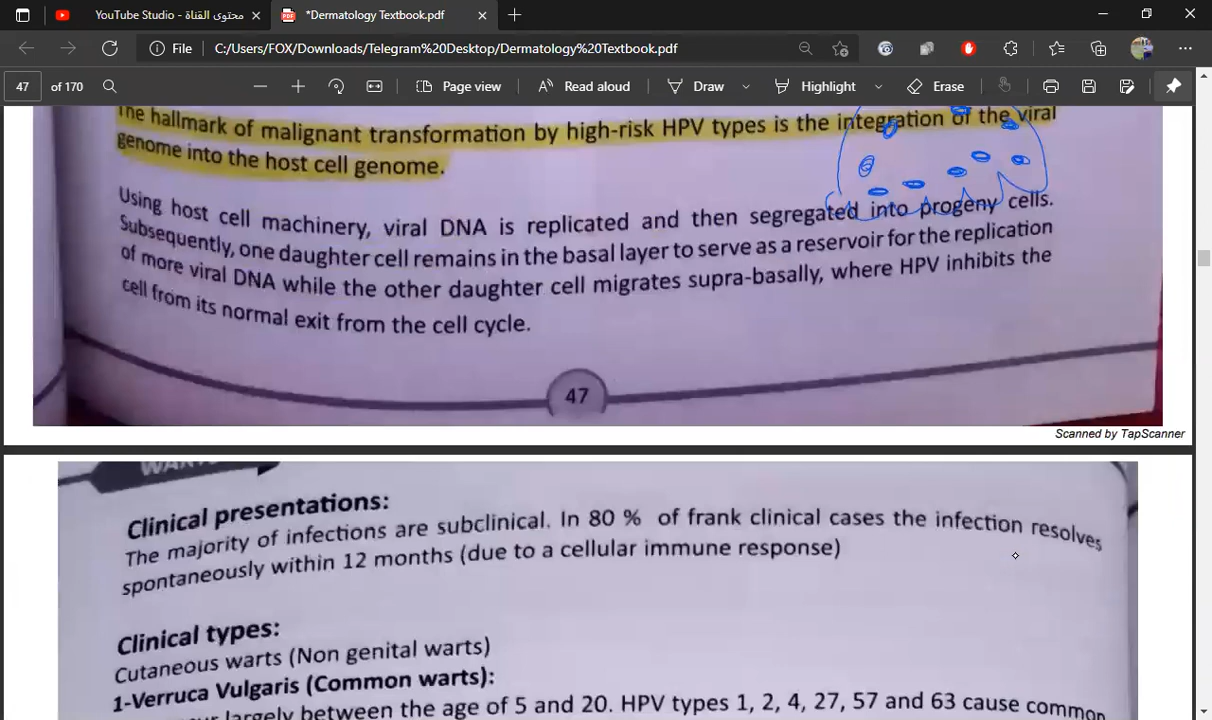 YouTube Studio - محتوى القناة
*Dermatology Textbook.pdf
File
C:/Users/FOX/Downloads/Telegram%20Desktop/Dermatology%20Textbook.pdf
47 of 170
Page view
Read aloud
Draw
Highlight
Erase
The hallmark of malignant transformation by high-risk HPV types is the integration of the viral
genome into the host cell genome.
Using host cell machinery, viral DNA is replicated and then segregated into progeny cells.
Subsequently, one daughter cell remains in the basal layer to serve as a reservoir for the replication
of more viral DNA while the other daughter cell migrates supra-basally, where HPV inhibits the
cell from its normal exit from the cell cycle.
47
Scanned by TapScanner
Clinical presentations:
The majority of infections are subclinical. In 80 % of frank clinical cases the infection resolves
spontaneously within 12 months (due to a cellular immune response)
Clinical types:
Cutaneous warts (Non genital warts)
1-Verruca Vulgaris (Common warts):
largely between the age of 5 and 20. HPV types 1, 2, 4, 27, 57 and 63 cause common